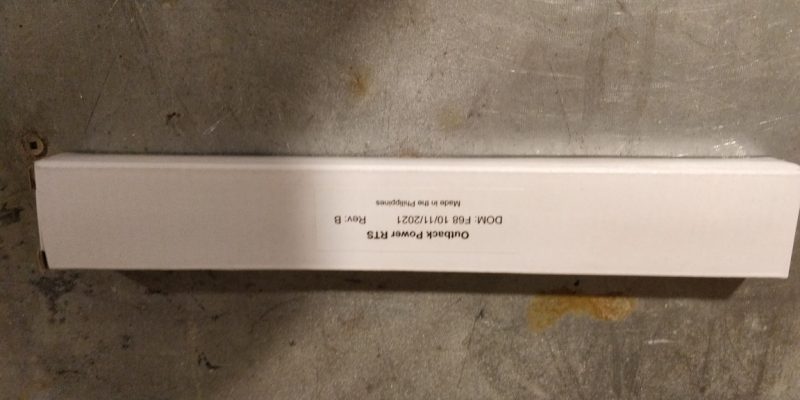 Outback Power RTS
DOM: F68 10/11/2021 Rev: B
Made in the Philippines